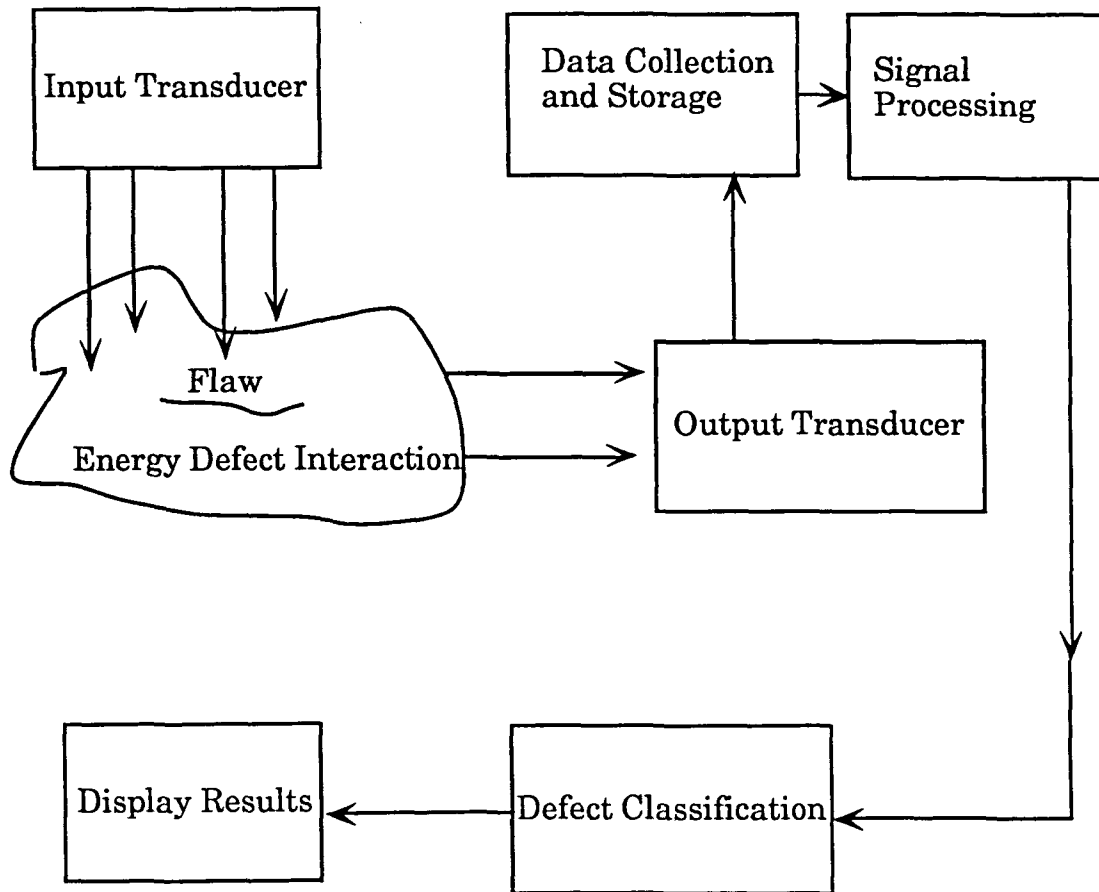 Input Transducer
Data Collection
and Storage
Signal
Processing
Flaw
Energy Defect Interaction
Output Transducer
Display Results
Defect Classification